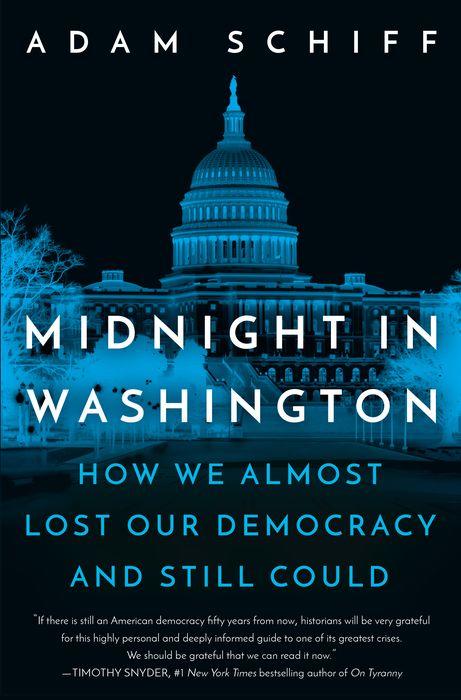 ADAM SCHIFF
MIDNIGHT IN
WASHINGTON
HOW WE ALMOST
LOST OUR DEMOCRACY
AND STILL COULD
“If there is still an American democracy fifty years from now, historians will be very grateful
for this highly personal and deeply informed guide to one of its greatest crises.
We should be grateful that we can read it now.”
—TIMOTHY SNYDER, #1 New York Times bestselling author of On Tyranny